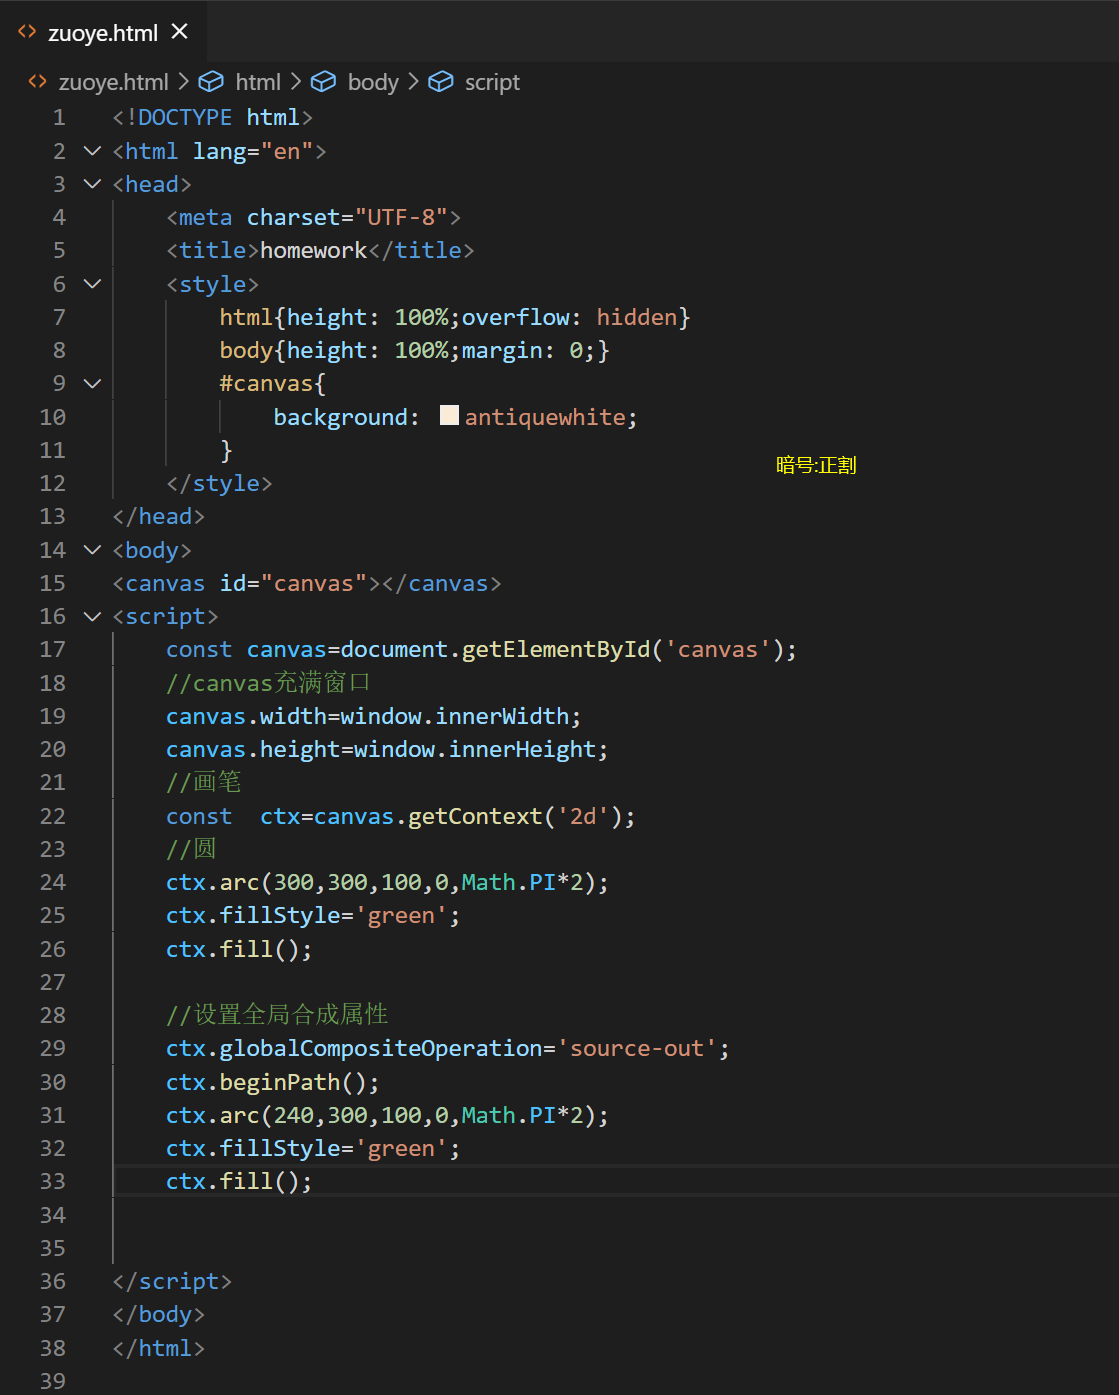 zuoye.html
zuoye.html > html > body > script
1 <!DOCTYPE html>
2 <html lang="en">
3 <head>
4 <meta charset="UTF-8">
5 <title>homework</title>
6 <style>
7 html{height: 100%;overflow: hidden}
8 body{height: 100%;margin: 0;}
9 #canvas{
10 background: antiquewhite;
11 }
暗号:正割
12 </style>
13 </head>
14 <body>
15 <canvas id="canvas"></canvas>
16 <script>
17 const canvas=document.getElementById('canvas');
18 //canvas充满窗口
19 canvas.width=window.innerWidth;
20 canvas.height=window.innerHeight;
21 //画笔
22 const  ctx=canvas.getContext('2d');
23 //圆
24 ctx.arc(300,300,100,0,Math.PI*2);
25 ctx.fillStyle='green';
26 ctx.fill();
27
28 //设置全局合成属性
29 ctx.globalCompositeOperation='source-out';
30 ctx.beginPath();
31 ctx.arc(240,300,100,0,Math.PI*2);
32 ctx.fillStyle='green';
33 ctx.fill();
34
35
36 </script>
37 </body>
38 </html>
39